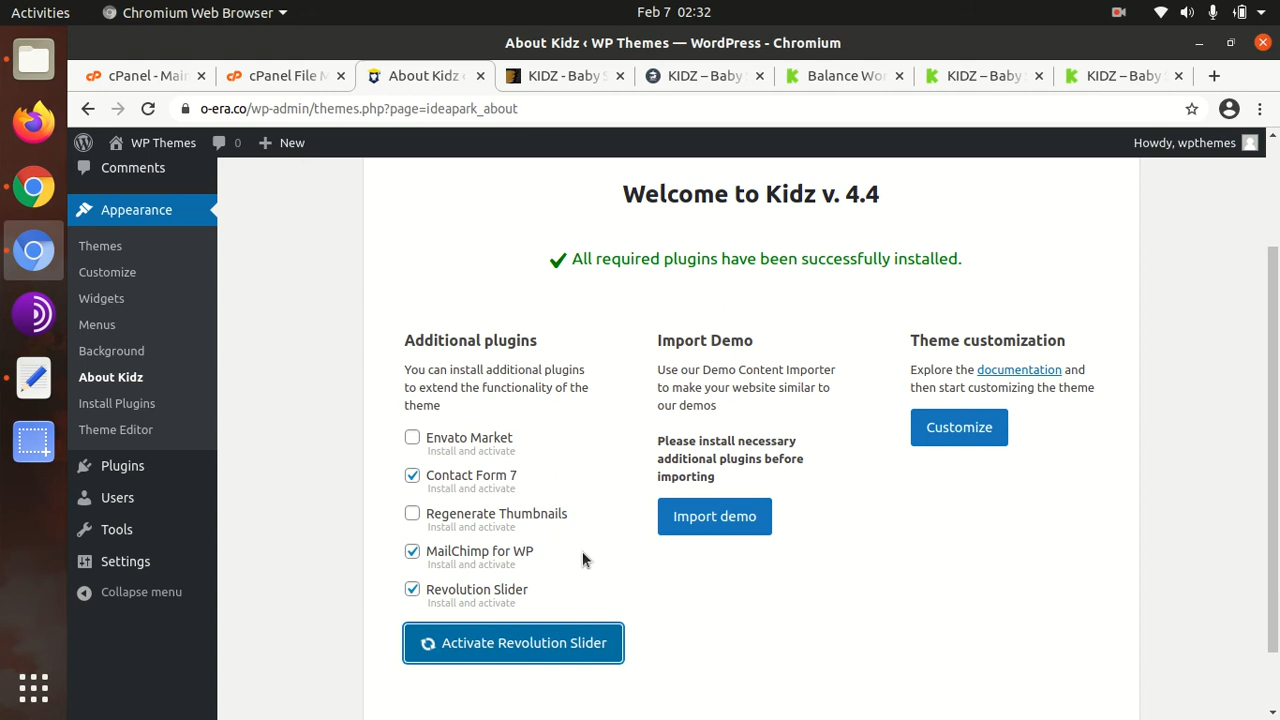 Activities
Chromium Web Browser
Feb 7 02:32
About Kidz ‹ WP Themes — WordPress - Chromium
cPanel - Main
cPanel File M
About Kidz ‹
KIDZ - Baby S
KIDZ – Baby
Balance Wo
KIDZ – Baby
KIDZ – Baby
o-era.co/wp-admin/themes.php?page=ideapark_about
WP Themes
0
New
Howdy, wpthemes
Comments
Appearance
Themes
Customize
Widgets
Menus
Background
About Kidz
Install Plugins
Theme Editor
Plugins
Users
Tools
Settings
Collapse menu
Welcome to Kidz v. 4.4
All required plugins have been successfully installed.
Additional plugins
You can install additional plugins
to extend the functionality of the
theme
Envato Market
Install and activate
Contact Form 7
Install and activate
Regenerate Thumbnails
Install and activate
MailChimp for WP
Install and activate
Revolution Slider
Install and activate
Activate Revolution Slider
Import Demo
Use our Demo Content Importer
to make your website similar to
our demos
Please install necessary
additional plugins before
importing
Import demo
Theme customization
Explore the documentation and
then start customizing the theme
Customize